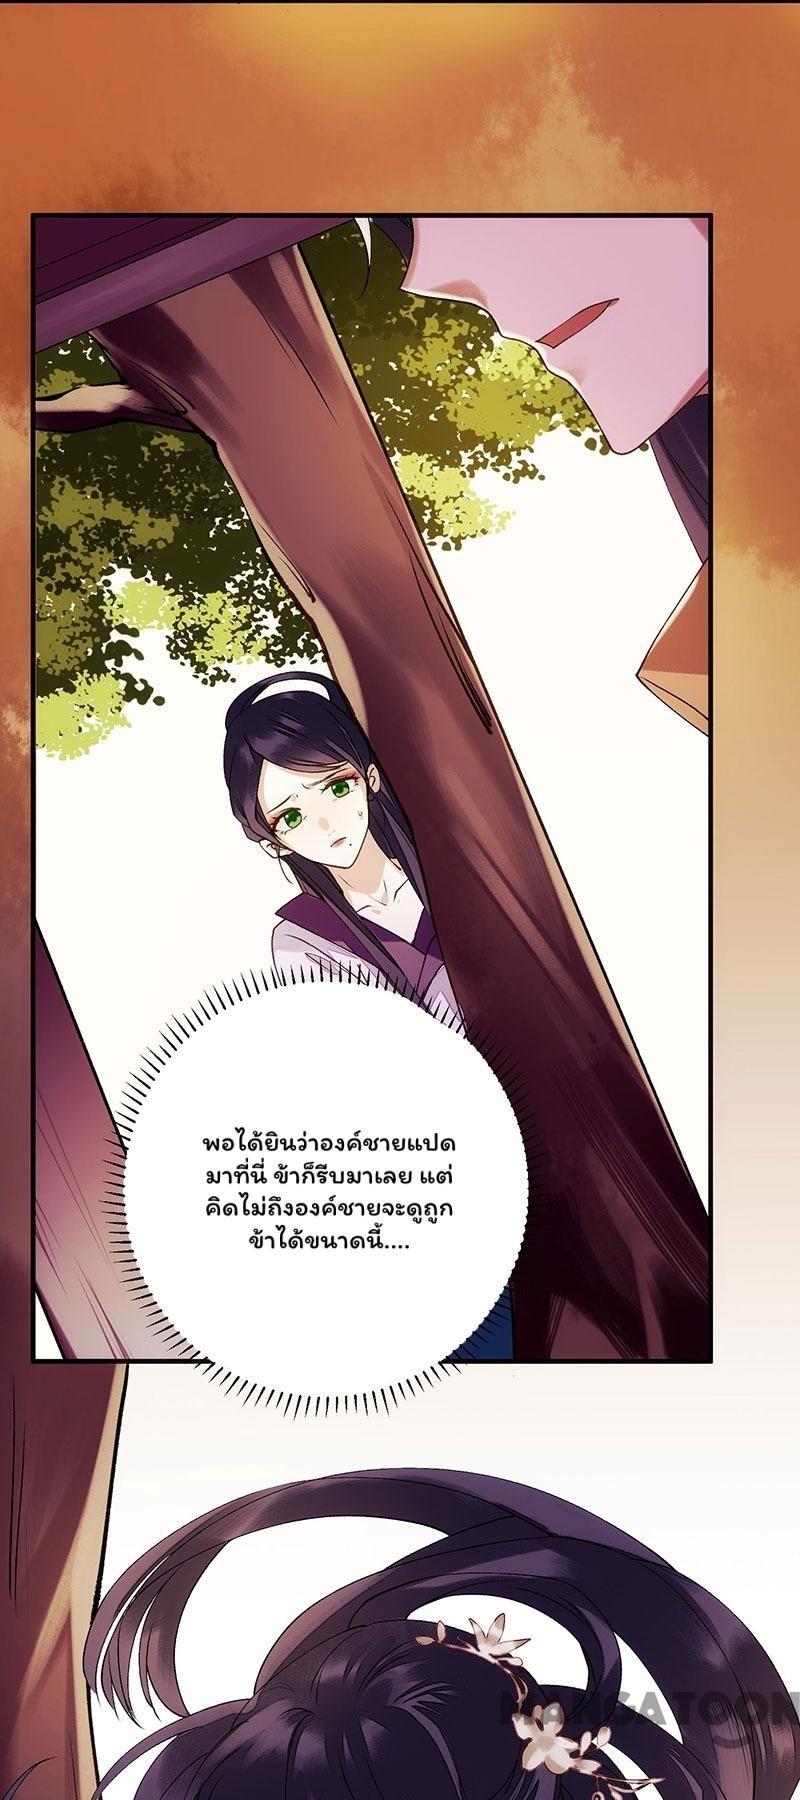 พอได้ยินว่าองค์ชายแปด
มาที่นี่ ข้าก็รีบมาเลย แต่
คิดไม่ถึงองค์ชายจะดูถูก
ข้าได้ขนาดนี้....
MANGATOON